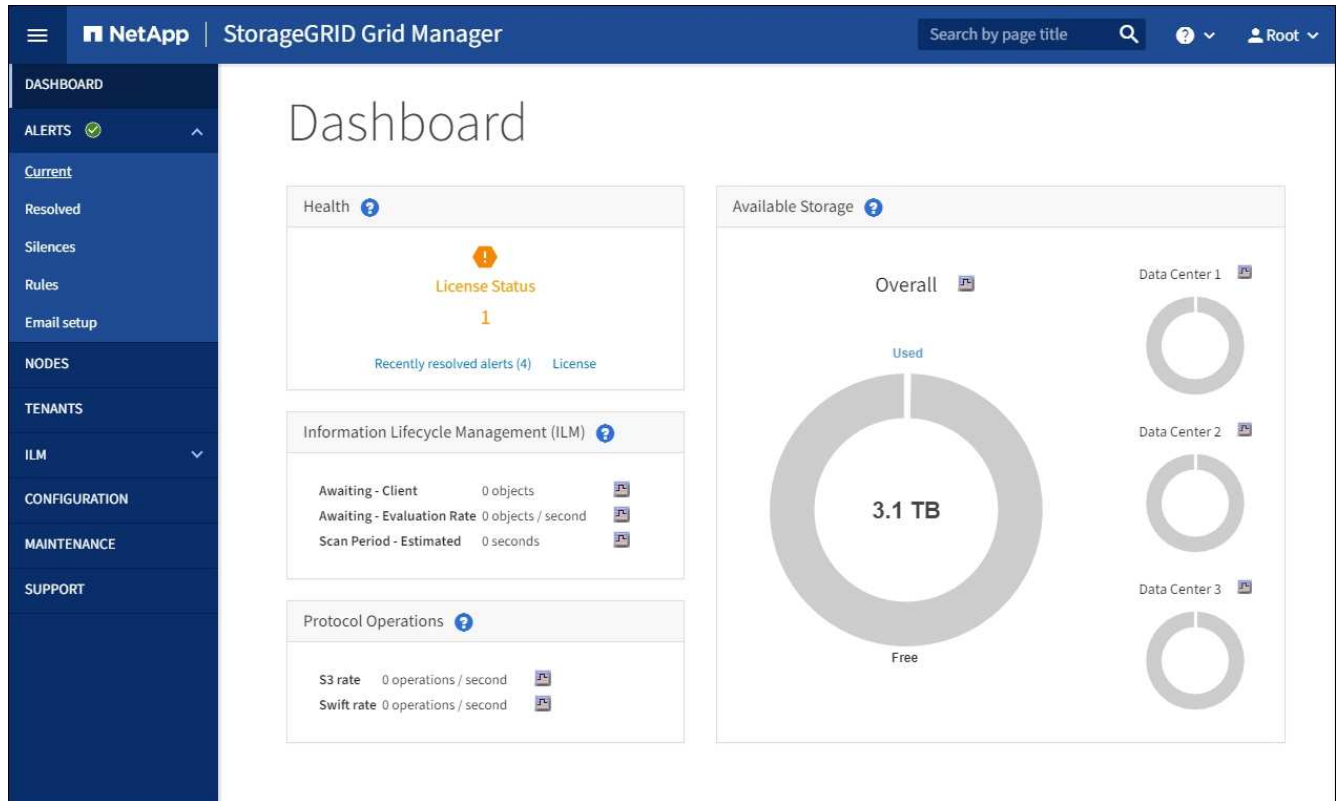 NetApp | StorageGRID Grid Manager
Search by page title
Root
DASHBOARD
ALERTS
Current
Resolved
Silences
Rules
Email setup
NODES
TENANTS
ILM
CONFIGURATION
MAINTENANCE
SUPPORT
Dashboard
Health
License Status
1
Recently resolved alerts (4) License
Information Lifecycle Management (ILM)
Awaiting - Client 0 objects
Awaiting - Evaluation Rate 0 objects / second
Scan Period - Estimated 0 seconds
Protocol Operations
S3 rate 0 operations / second
Swift rate 0 operations / second
Available Storage
Overall
Used
3.1 TB
Free
Data Center 1
Data Center 2
Data Center 3